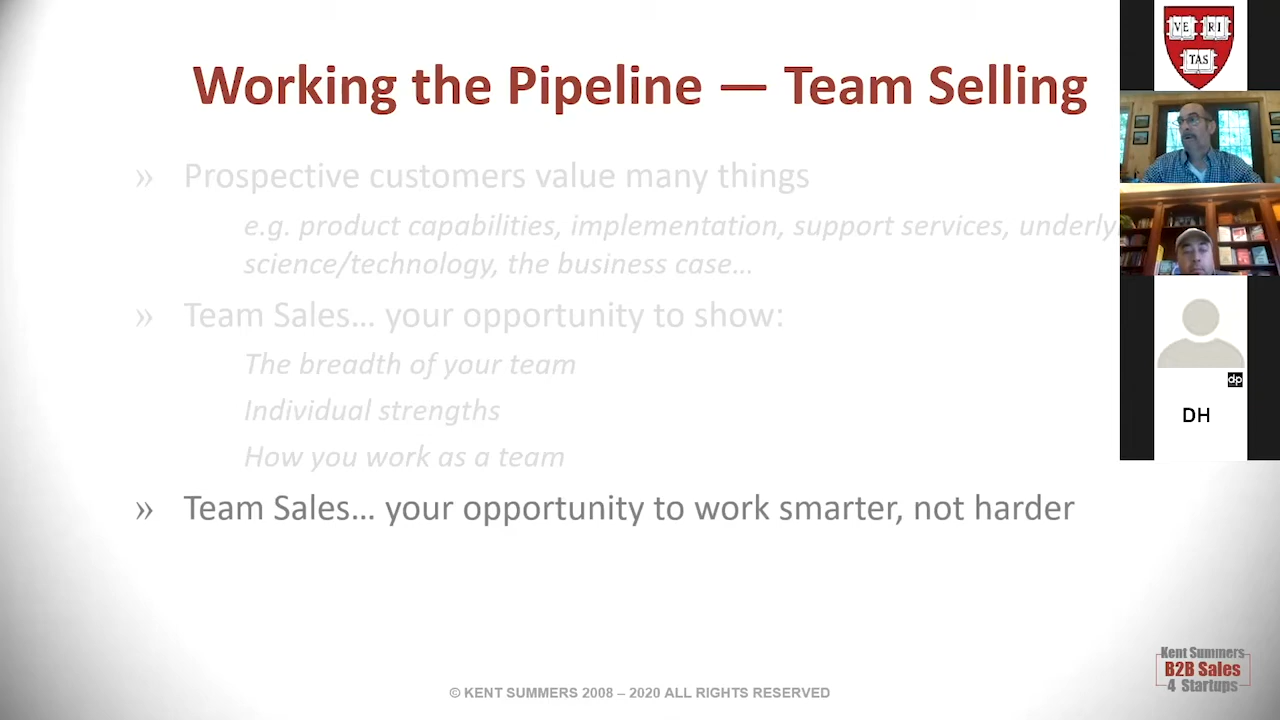 Working the Pipeline — Team Selling
» Prospective customers value many things
e.g. product capabilities, implementation, support services,
science/technology, the business case…
» Team Sales… your opportunity to show:
The breadth of your team
Individual strengths
How you work as a team
» Team Sales… your opportunity to work smarter, not harder
© KENT SUMMERS 2008 – 2020 ALL RIGHTS RESERVED
VE RI
TAS
dp
DH
Kent Summers
B2B Sales
4 Startups